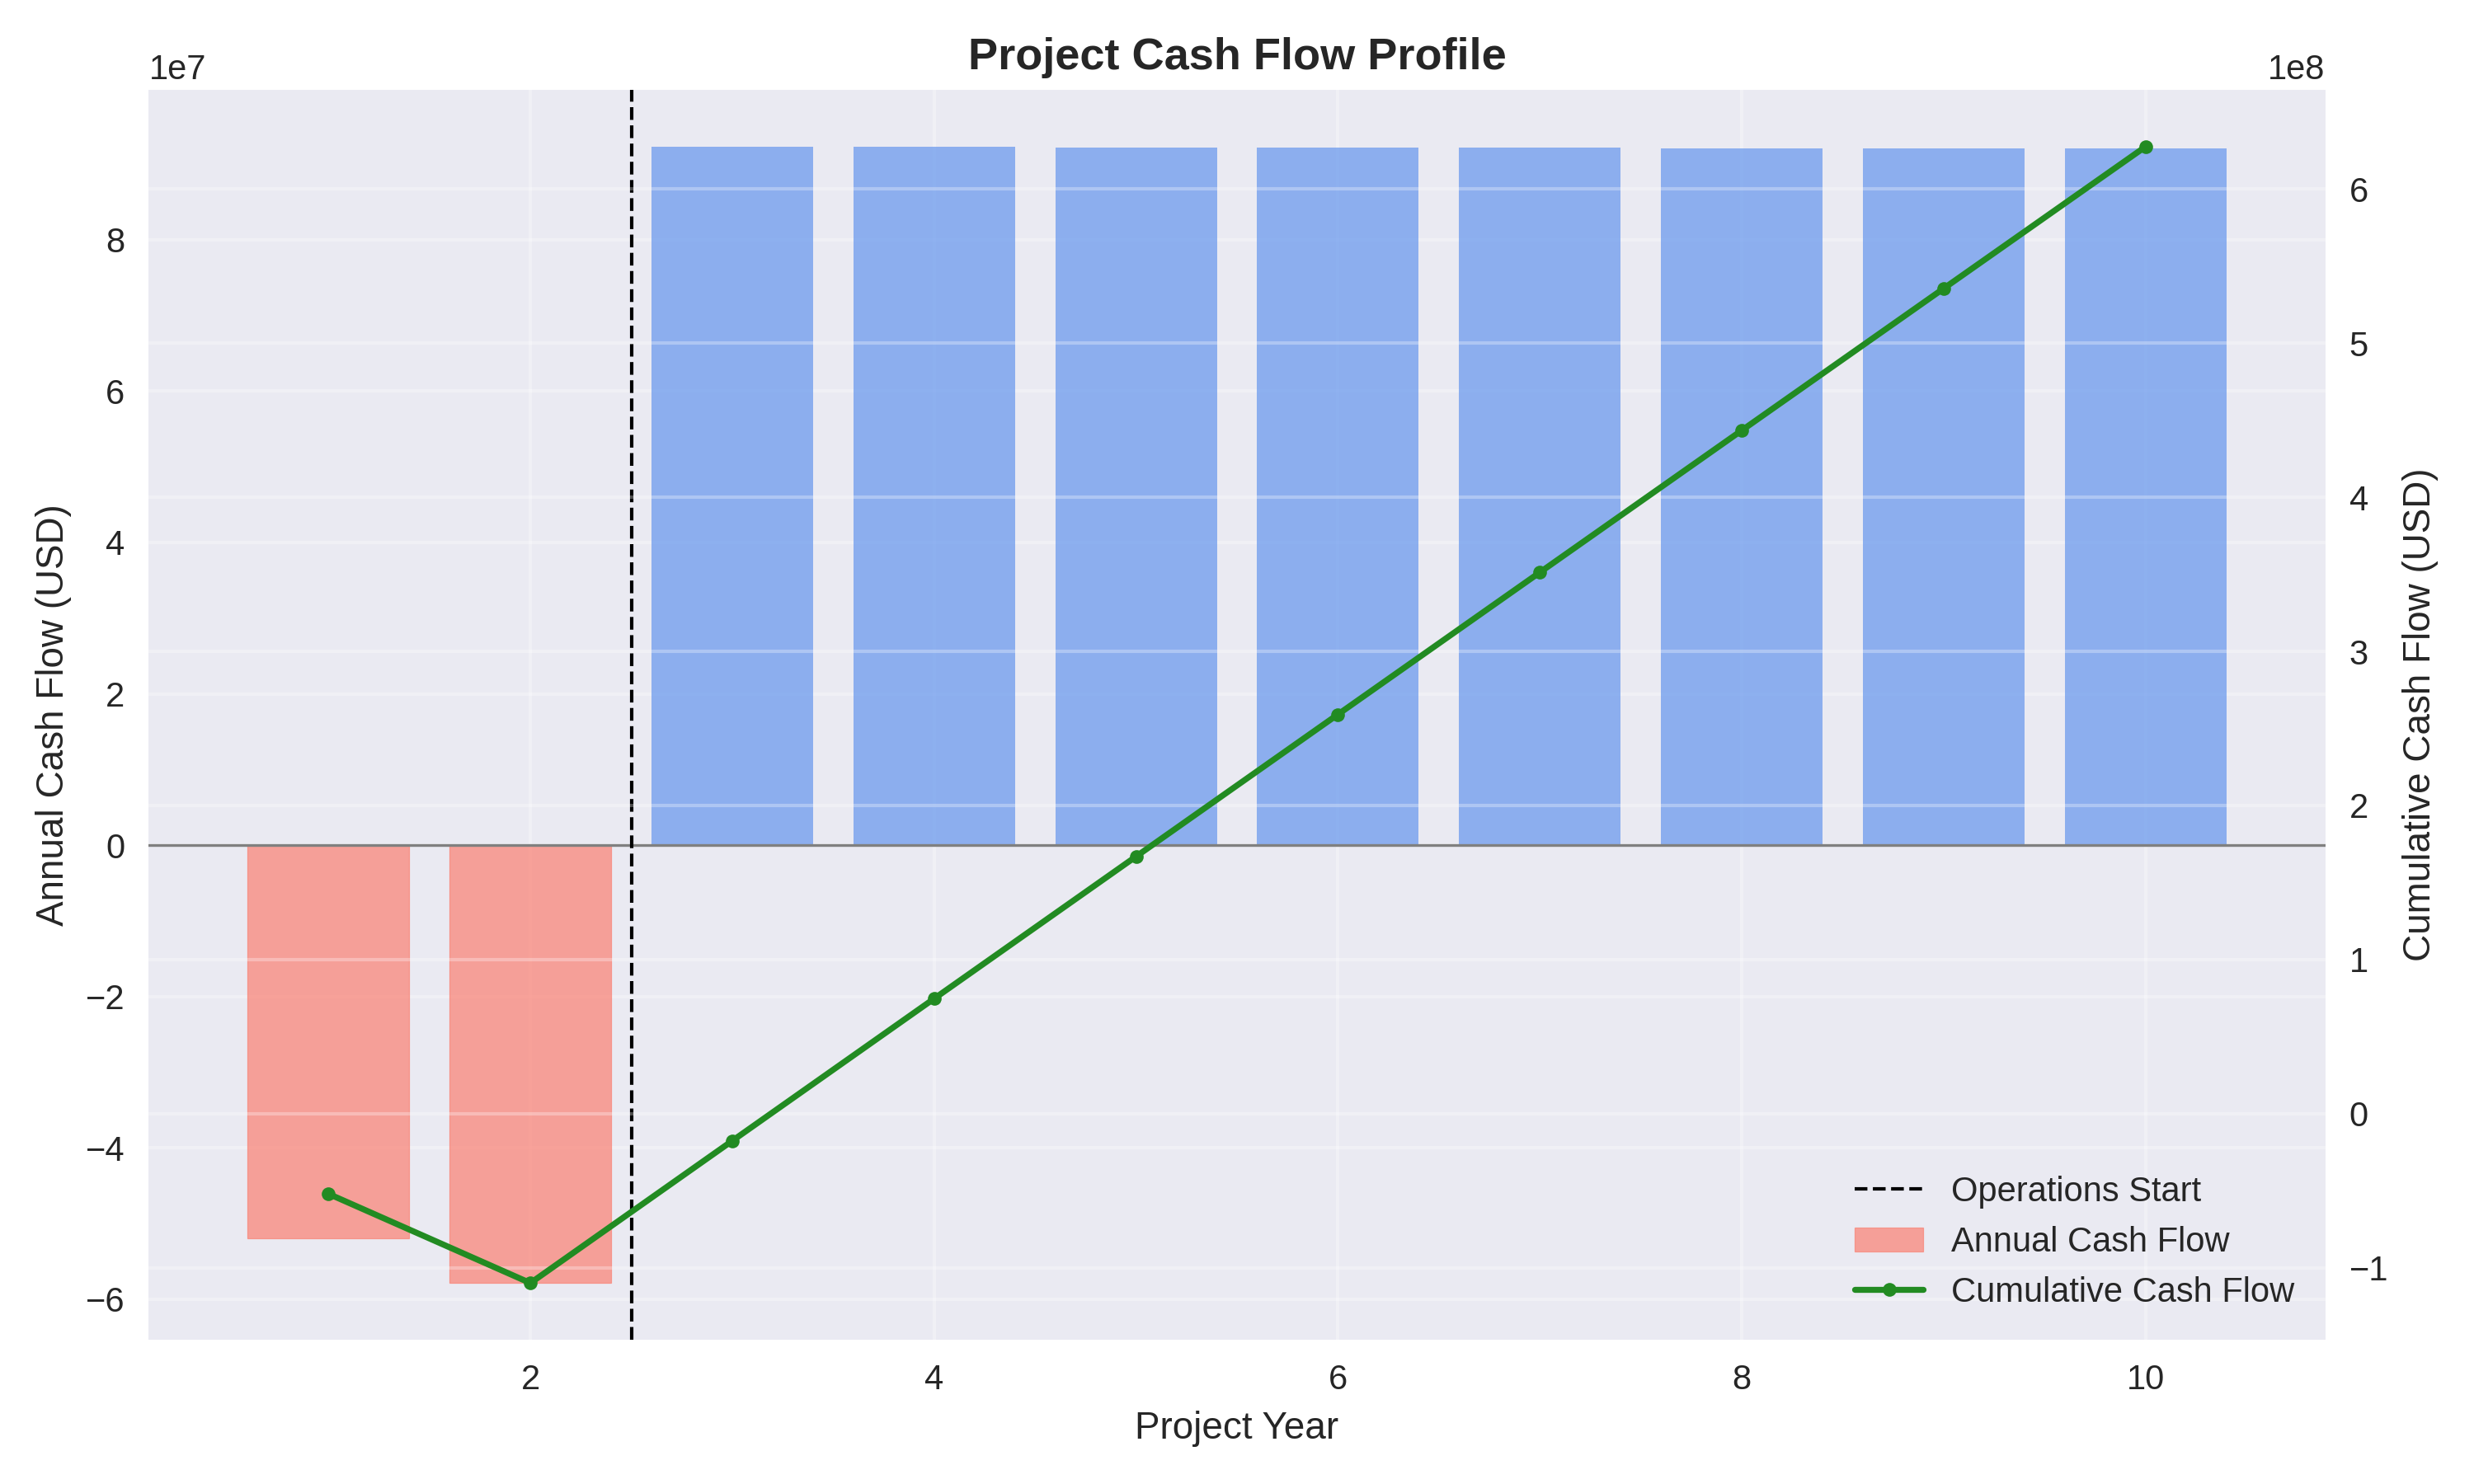 Project Cash Flow Profile
1e7
1e8
8
6
4
2
0
−2
−4
−6
Annual Cash Flow (USD)
6
5
4
3
2
1
0
−1
Cumulative Cash Flow (USD)
Operations Start
Annual Cash Flow
Cumulative Cash Flow
2 4 6 8 10
Project Year